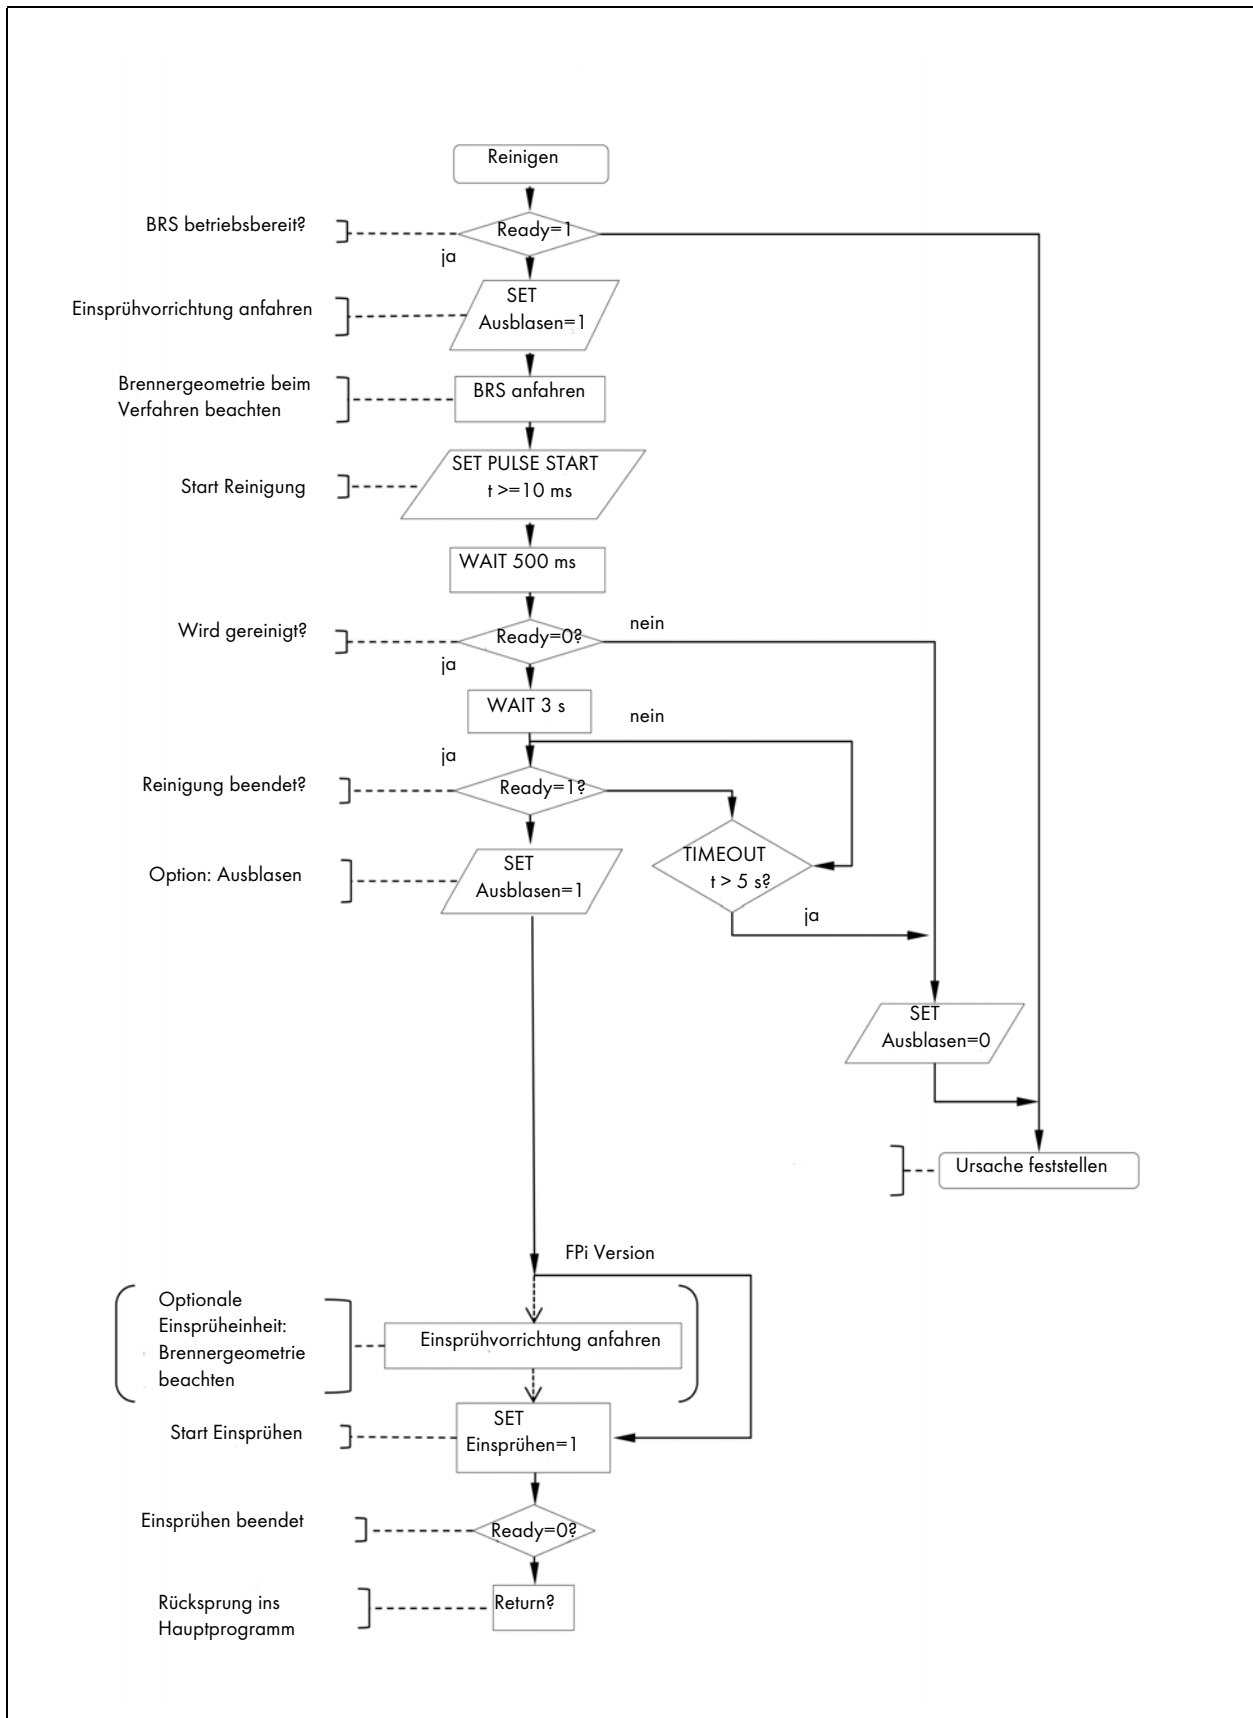 Reinigen
BRS betriebsbereit?
Ready=1
ja
Einsprühvorrichtung anfahren
SET
Ausblasen=1
Brennergeometrie beim
Verfahren beachten
BRS anfahren
Start Reinigung
SET PULSE START
t >=10 ms
WAIT 500 ms
Wird gereinigt?
Ready=0?
nein
ja
WAIT 3 s
nein
ja
Reinigung beendet?
Ready=1?
TIMEOUT
t > 5 s?
ja
Option: Ausblasen
SET
Ausblasen=1
SET
Ausblasen=0
Ursache feststellen
FPi Version
Optionale
Einsprüheinheit:
Brennergeometrie
beachten
Einsprühvorrichtung anfahren
Start Einsprühen
SET
Einsprühen=1
Einsprühen beendet
Ready=0?
Rücksprung ins
Hauptprogramm
Return?